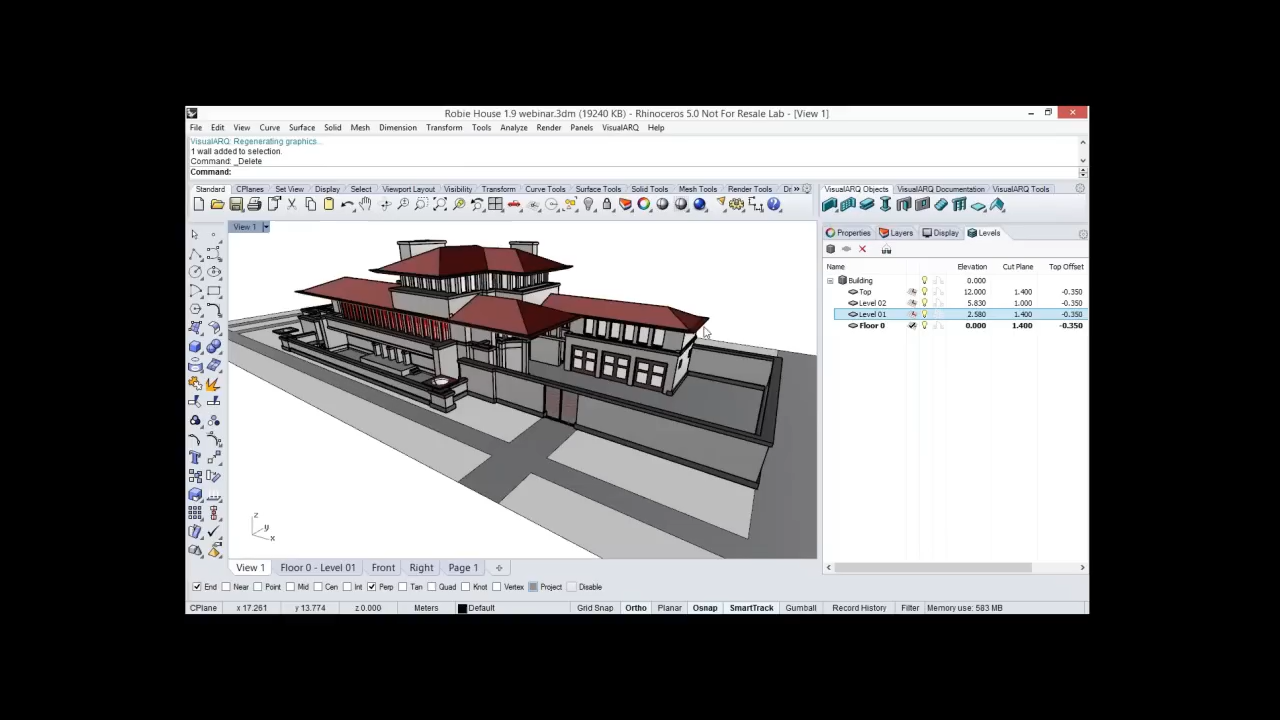 Robie House 1.9 webinar.3dm (19240 KB) - Rhinoceros 5.0 Not For Resale Lab - [View 1]
File Edit View Curve Surface Solid Mesh Dimension Transform Tools Analyze Render Panels VisualARQ Help
VisualARQ: Regenerating graphics...
1 wall added to selection.
Command: _Delete
Command:
Standard CPlanes Set View Display Select Viewport Layout Visibility Transform Curve Tools Surface Tools Solid Tools Mesh Tools Render Tools Dr »
VisualARQ Objects VisualARQ Documentation VisualARQ Tools
View 1
Properties Layers Display Levels
Name Elevation Cut Plane Top Offset
Building 0.000
Top 12.000 1.400 -0.350
Level 02 5.830 1.000 -0.350
Level 01 2.580 1.400 -0.350
Floor 0 0.000 1.400 -0.350
z
y
x
View 1 Floor 0 - Level 01 Front Right Page 1
End Near Point Mid Cen Int Perp Tan Quad Knot Vertex Project Disable
CPlane x 17.261 y 13.774 z 0.000 Meters Default Grid Snap Ortho Planar Osnap SmartTrack Gumball Record History Filter Memory use: 583 MB